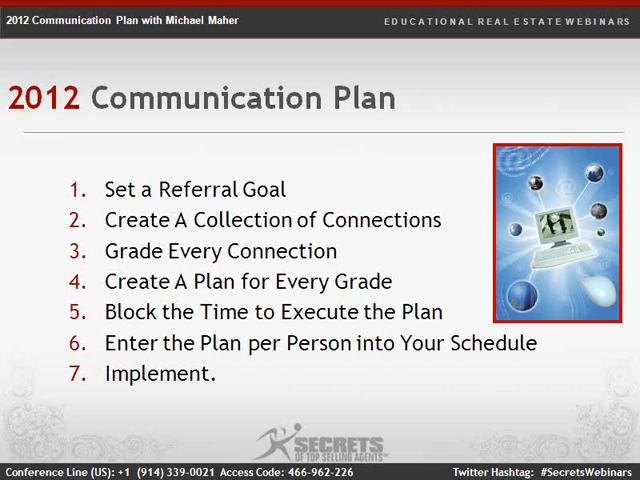 2012 Communication Plan with Michael Maher
EDUCATIONAL REAL ESTATE WEBINARS
2012 Communication Plan
1. Set a Referral Goal
2. Create A Collection of Connections
3. Grade Every Connection
4. Create A Plan for Every Grade
5. Block the Time to Execute the Plan
6. Enter the Plan per Person into Your Schedule
7. Implement.
SECRETS
OF TOP SELLING AGENTS
Conference Line (US): +1 (914) 339-0021 Access Code: 466-962-226
Twitter Hashtag: #SecretsWebinars